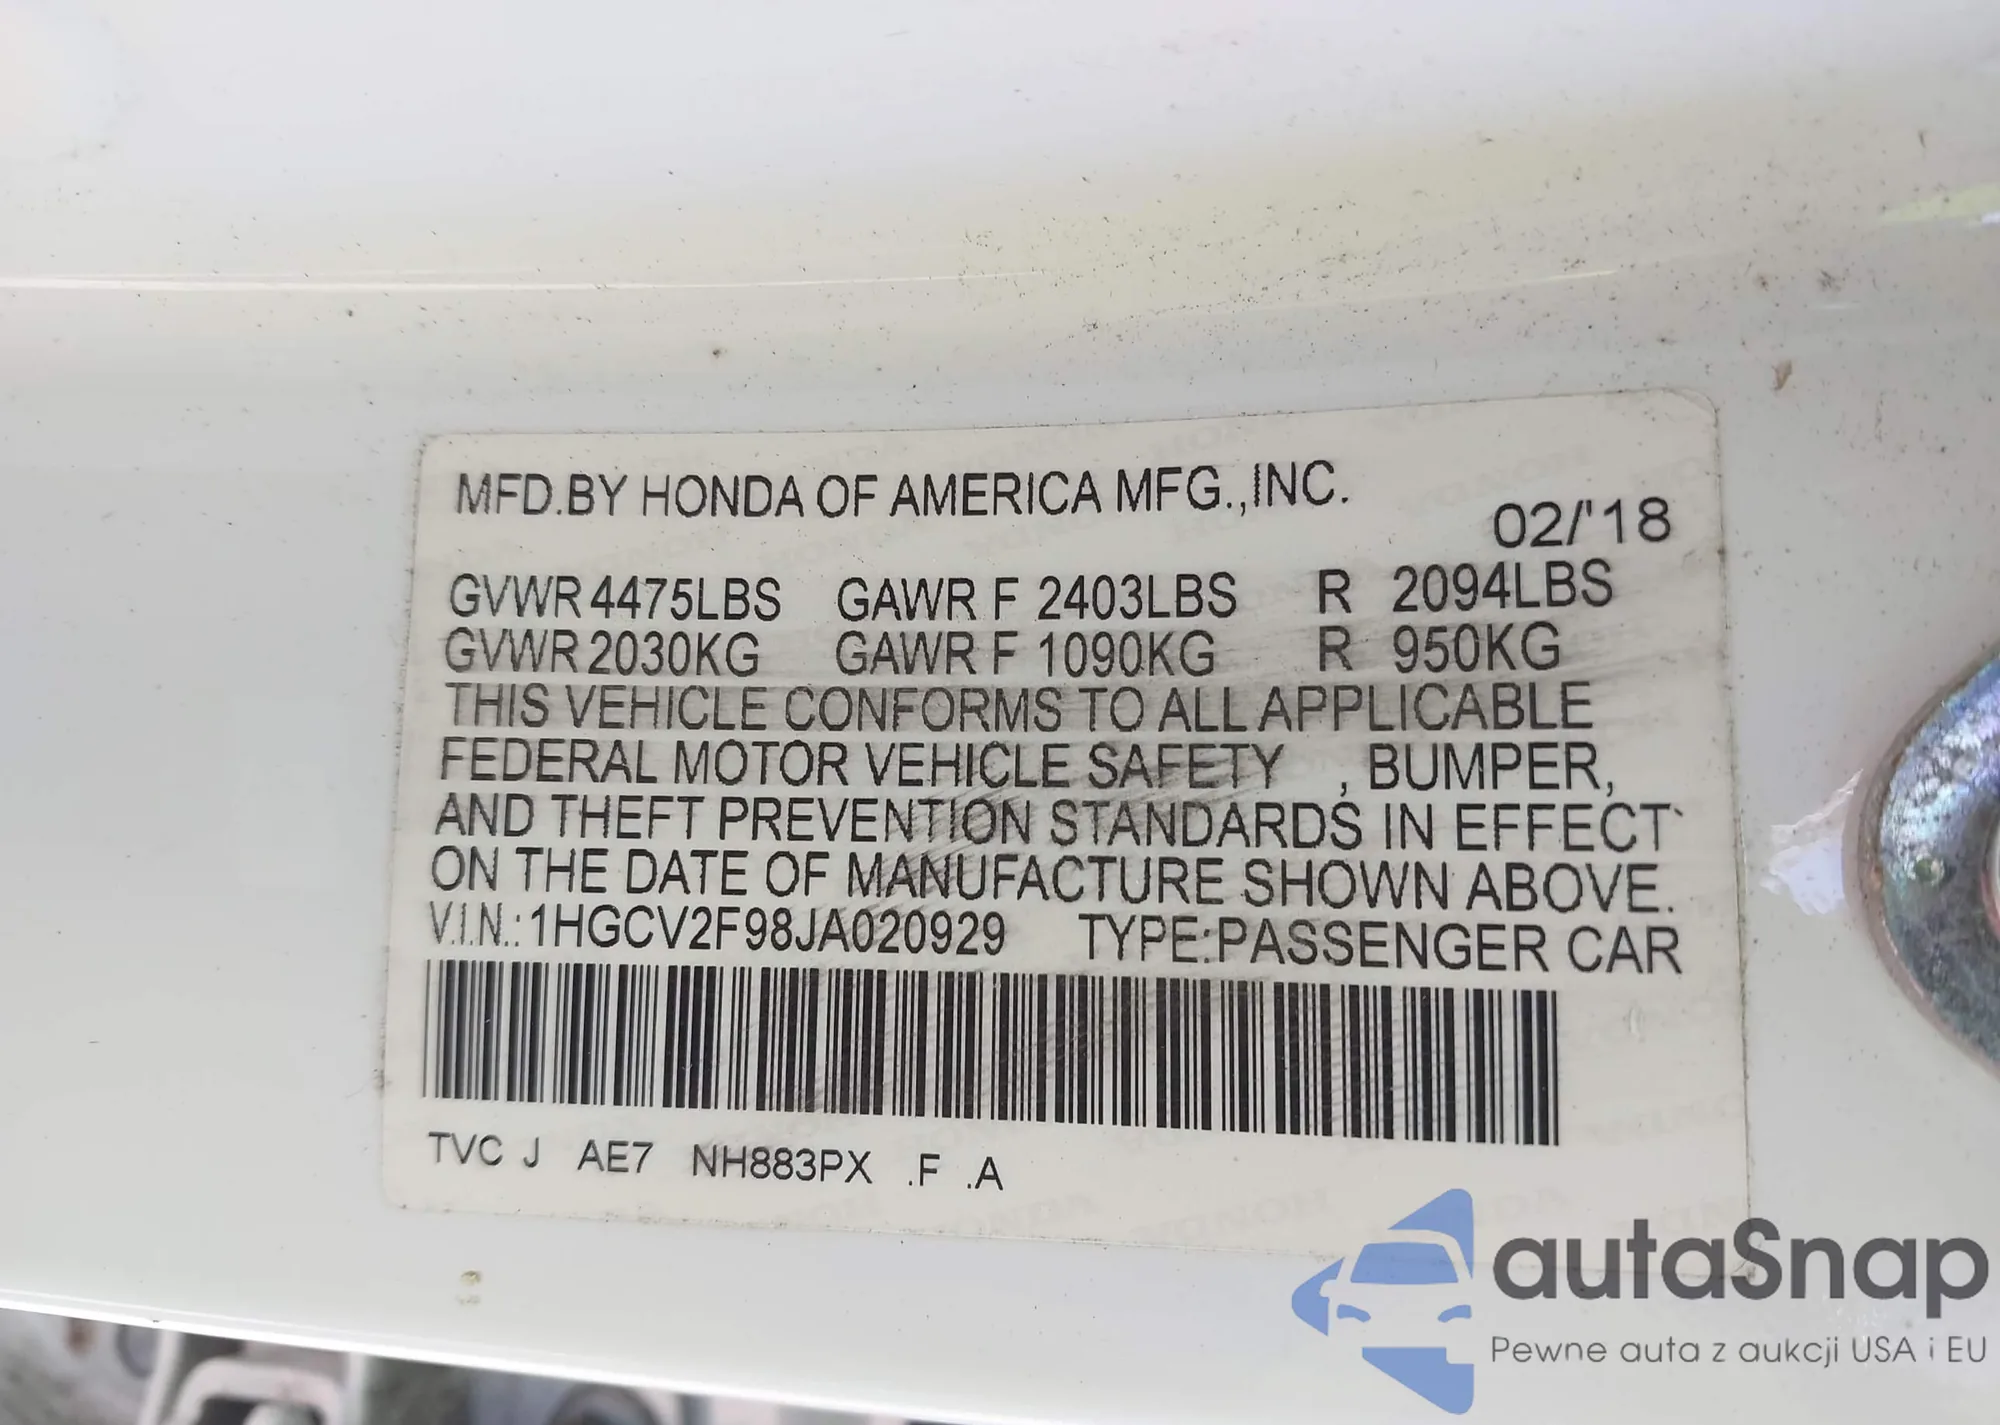 MFD.BY HONDA OF AMERICA MFG.,INC.
02/'18
GVWR 4475LBS GAWR F 2403LBS R 2094LBS
GVWR 2030KG GAWR F 1090KG R 950KG
THIS VEHICLE CONFORMS TO ALL APPLICABLE
FEDERAL MOTOR VEHICLE SAFETY , BUMPER,
AND THEFT PREVENTION STANDARDS IN EFFECT
ON THE DATE OF MANUFACTURE SHOWN ABOVE.
V.I.N.: 1HGCV2F98JA020929 TYPE:PASSENGER CAR
TVC J AE7 NH883PX .F .A
autaSnap
Pewne auta z aukcji USA i EU